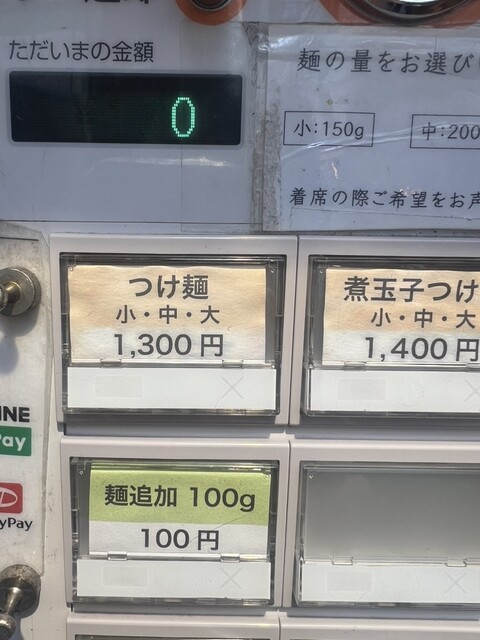 ただいまの金額
0
麺の量をお選び
小:150g
中:200
着席の際ご希望をお声
つけ麺
小・中・大
1,300円
煮玉子つけ
小・中・大
1,400円
INE
Pay
麺追加 100g
100円
yPay